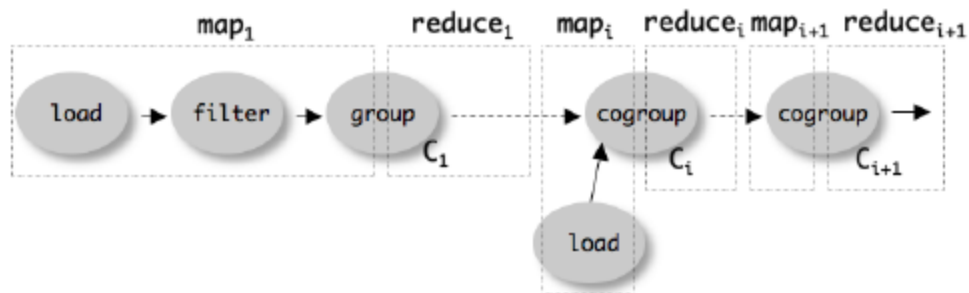 map₁ reduce₁ mapᵢ reduceᵢ mapᵢ₊₁ reduceᵢ₊₁
load filter group cogroup cogroup
C₁ Cᵢ Cᵢ₊₁
load